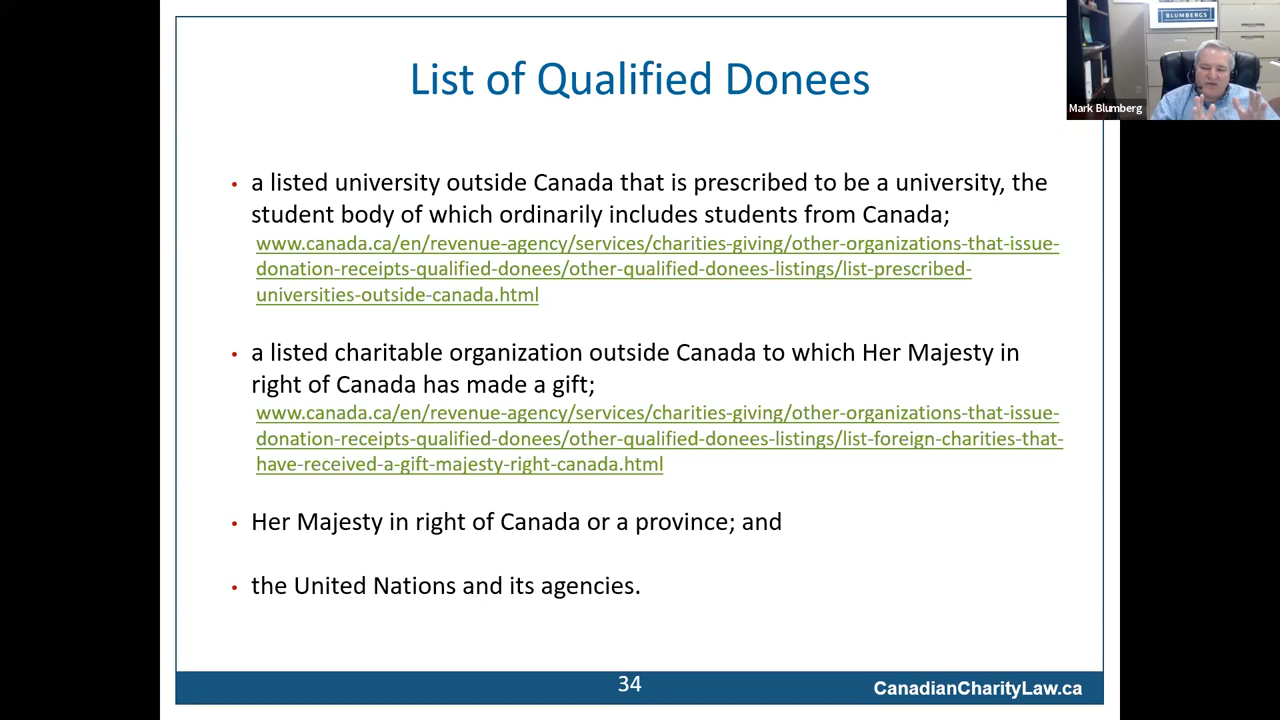 BLUMBERGS
Mark Blumberg
List of Qualified Donees
• a listed university outside Canada that is prescribed to be a university, the
student body of which ordinarily includes students from Canada;
www.canada.ca/en/revenue-agency/services/charities-giving/other-organizations-that-issue-
donation-receipts-qualified-donees/other-qualified-donees-listings/list-prescribed-
universities-outside-canada.html
• a listed charitable organization outside Canada to which Her Majesty in
right of Canada has made a gift;
www.canada.ca/en/revenue-agency/services/charities-giving/other-organizations-that-issue-
donation-receipts-qualified-donees/other-qualified-donees-listings/list-foreign-charities-that-
have-received-a-gift-majesty-right-canada.html
• Her Majesty in right of Canada or a province; and
• the United Nations and its agencies.
34
CanadianCharityLaw.ca